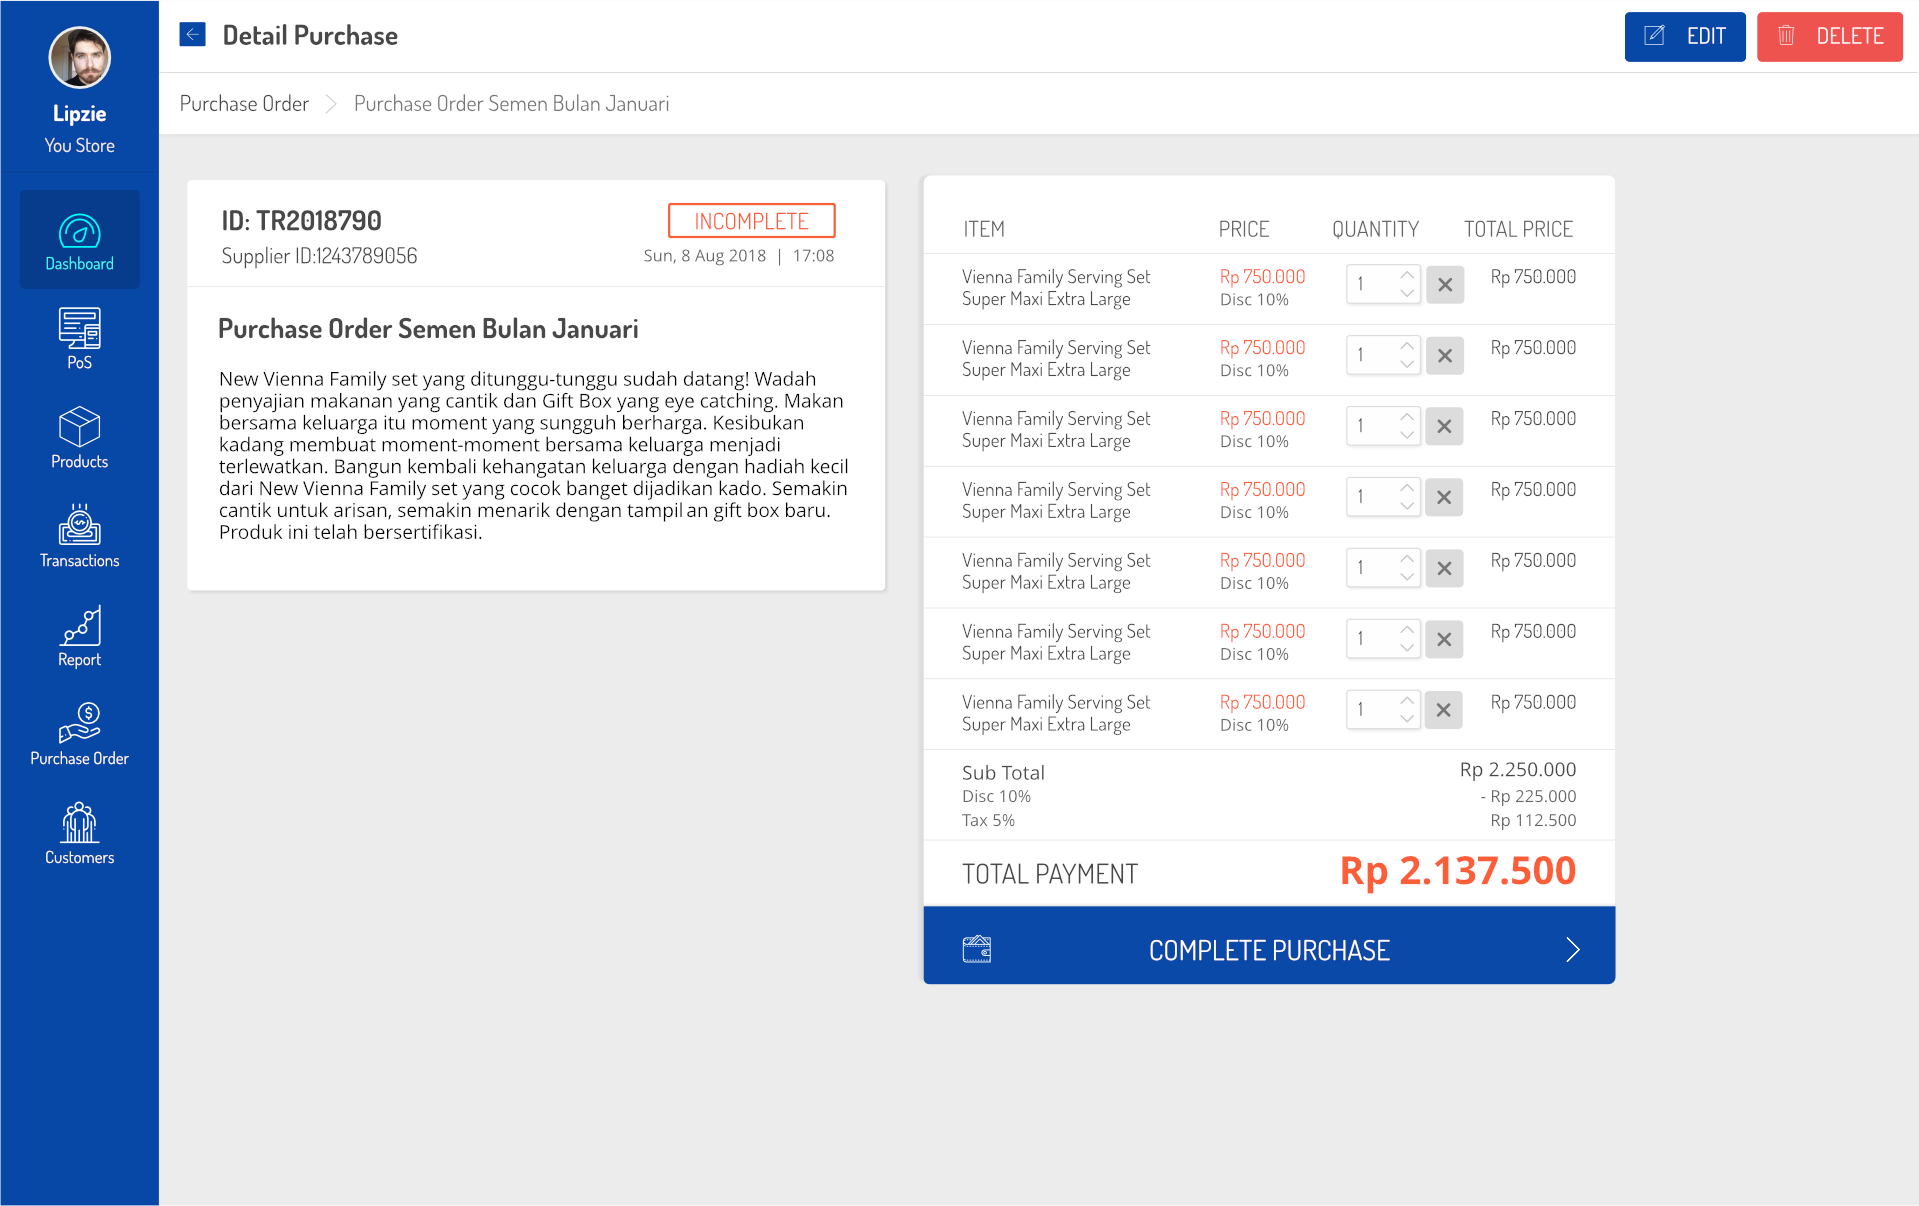 Lipzie
You Store
Dashboard
PoS
Products
Transactions
Report
Purchase Order
Customers
Detail Purchase
EDIT
DELETE
Purchase Order
Purchase Order Semen Bulan Januari
ID: TR2018790
INCOMPLETE
Supplier ID:1243789056
Sun, 8 Aug 2018 | 17:08
Purchase Order Semen Bulan Januari
New Vienna Family set yang ditunggu-tunggu sudah datang! Wadah
penyajian makanan yang cantik dan Gift Box yang eye catching. Makan
bersama keluarga itu moment yang sungguh berharga. Kesibukan
kadang membuat moment-moment bersama keluarga menjadi
terlewatkan. Bangun kembali kehangatan keluarga dengan hadiah kecil
dari New Vienna Family set yang cocok banget dijadikan kado. Semakin
cantik untuk arisan, semakin menarik dengan tampilan gift box baru.
Produk ini telah bersertifikasi.
ITEM PRICE QUANTITY TOTAL PRICE
Vienna Family Serving Set Rp 750.000 1 Rp 750.000
Super Maxi Extra Large Disc 10%
Vienna Family Serving Set Rp 750.000 1 Rp 750.000
Super Maxi Extra Large Disc 10%
Vienna Family Serving Set Rp 750.000 1 Rp 750.000
Super Maxi Extra Large Disc 10%
Vienna Family Serving Set Rp 750.000 1 Rp 750.000
Super Maxi Extra Large Disc 10%
Vienna Family Serving Set Rp 750.000 1 Rp 750.000
Super Maxi Extra Large Disc 10%
Vienna Family Serving Set Rp 750.000 1 Rp 750.000
Super Maxi Extra Large Disc 10%
Vienna Family Serving Set Rp 750.000 1 Rp 750.000
Super Maxi Extra Large Disc 10%
Sub Total Rp 2.250.000
Disc 10% - Rp 225.000
Tax 5% Rp 112.500
TOTAL PAYMENT Rp 2.137.500
COMPLETE PURCHASE